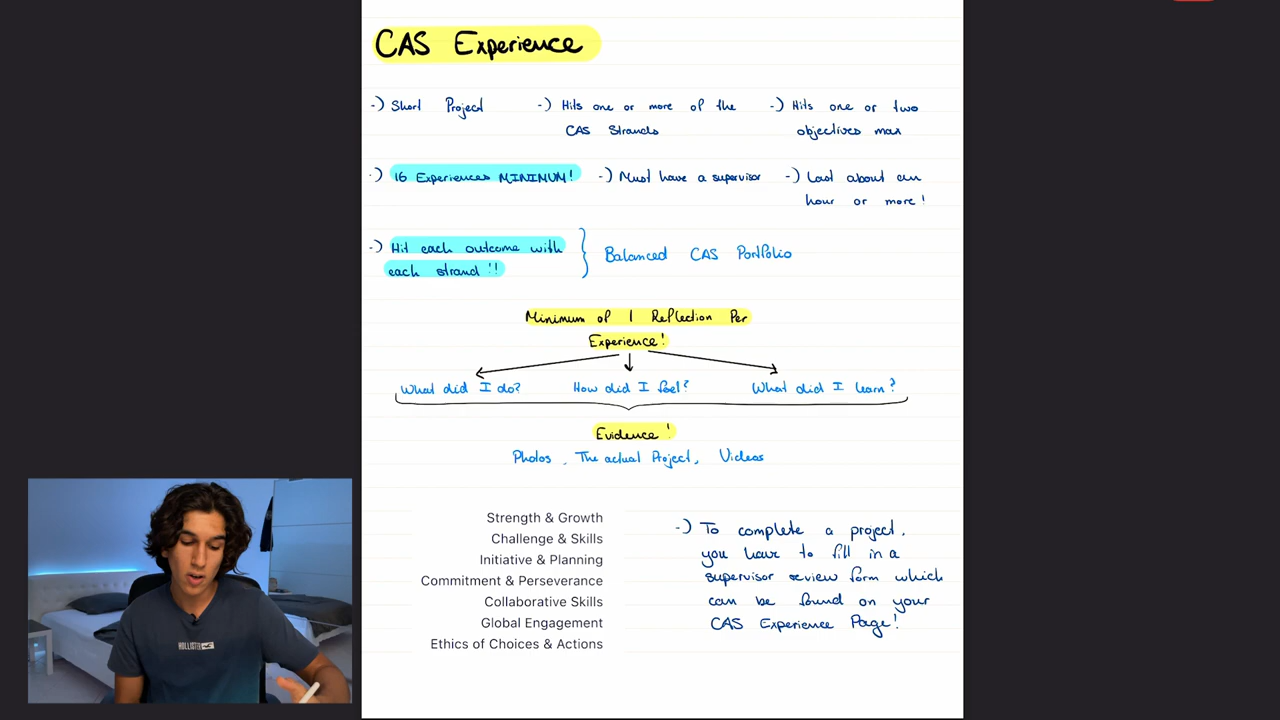 CAS Experience
-) Short Project
-) Hits one or more of the
CAS Strands
-) Hits one or two
objectives max
-) 16 Experiences MINIMUM!
-) Must have a supervisor
-) Last about an
hour or more!
-) Hit each outcome with
each strand!!
Balanced CAS Portfolio
Minimum of 1 Reflection Per
Experience!
What did I do?
How did I feel?
What did I learn?
Evidence!
Photos, The actual Project, Videos
Strength & Growth
Challenge & Skills
Initiative & Planning
Commitment & Perseverance
Collaborative Skills
Global Engagement
Ethics of Choices & Actions
-) To complete a project,
you have to fill in a
supervisor review form which
can be found on your
CAS Experience Page!
HOLLISTER